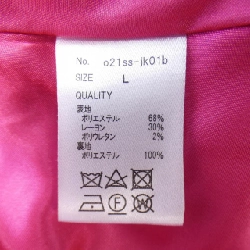 No. o21ss-jk01b
SIZE L
QUALITY
表地
ポリエステル 68%
レーヨン 30%
ポリウレタン 2%
裏地
ポリエステル 100%